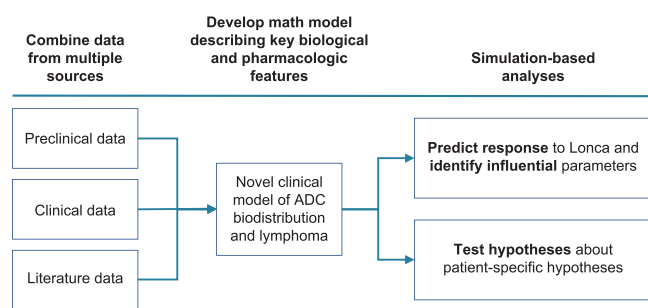 Combine data
from multiple
sources
Develop math model
describing key biological
and pharmacologic
features
Simulation-based
analyses
Preclinical data
Clinical data
Literature data
Novel clinical
model of ADC
biodistribution
and lymphoma
Predict response to Lonca and
identify influential parameters
Test hypotheses about
patient-specific hypotheses